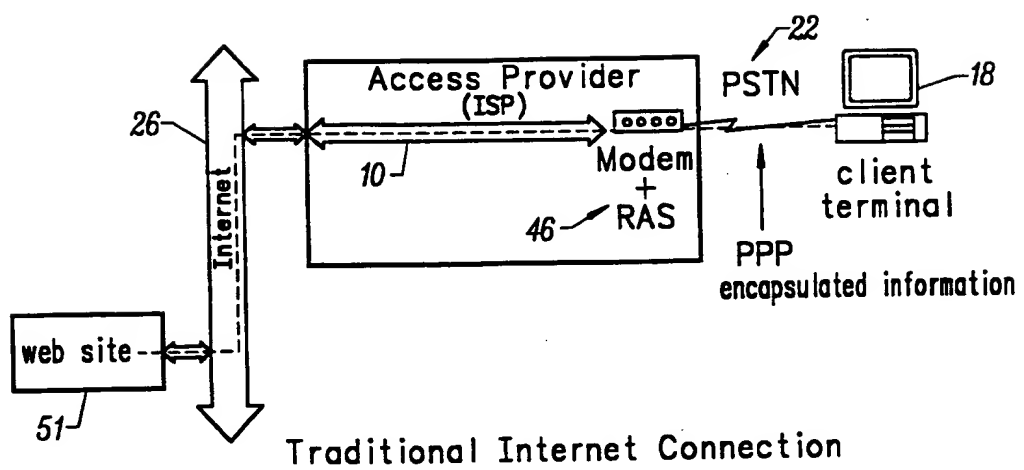 22
Access Provider
(ISP)
PSTN
18
26
10
Modem
+
RAS
46
client
terminal
Internet
PPP
encapsulated information
web site
51
Traditional Internet Connection